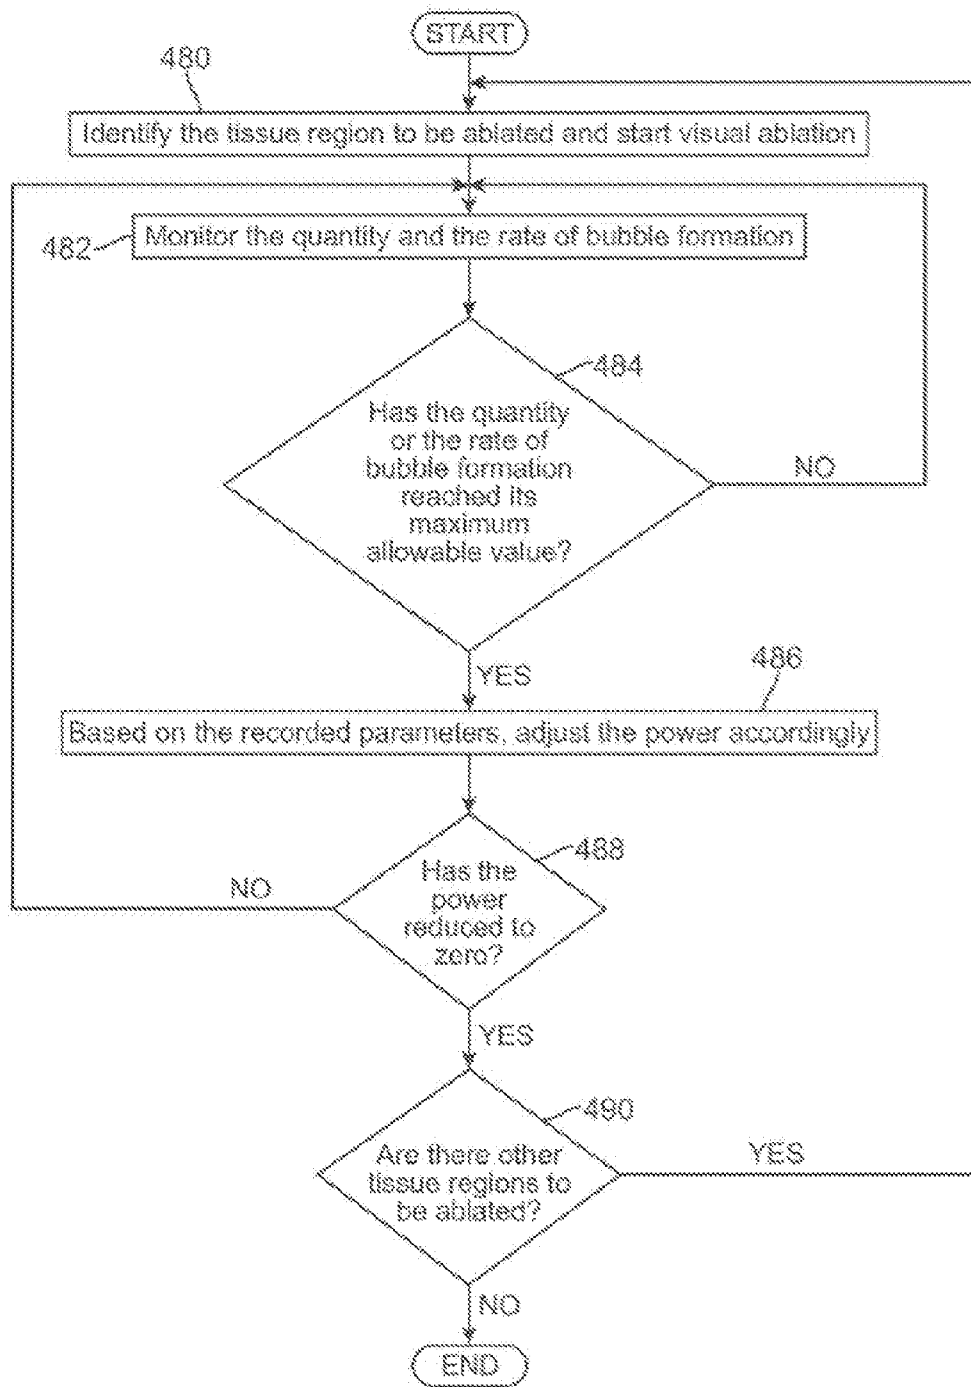 START
480
Identify the tissue region to be ablated and start visual ablation
482
Monitor the quantity and the rate of bubble formation
484
Has the quantity
or the rate of
bubble formation
reached its
maximum
allowable value?
NO
YES
486
Based on the recorded parameters, adjust the power accordingly
488
Has the
power
reduced to
zero?
NO
YES
490
Are there other
tissue regions to
be ablated?
YES
NO
END